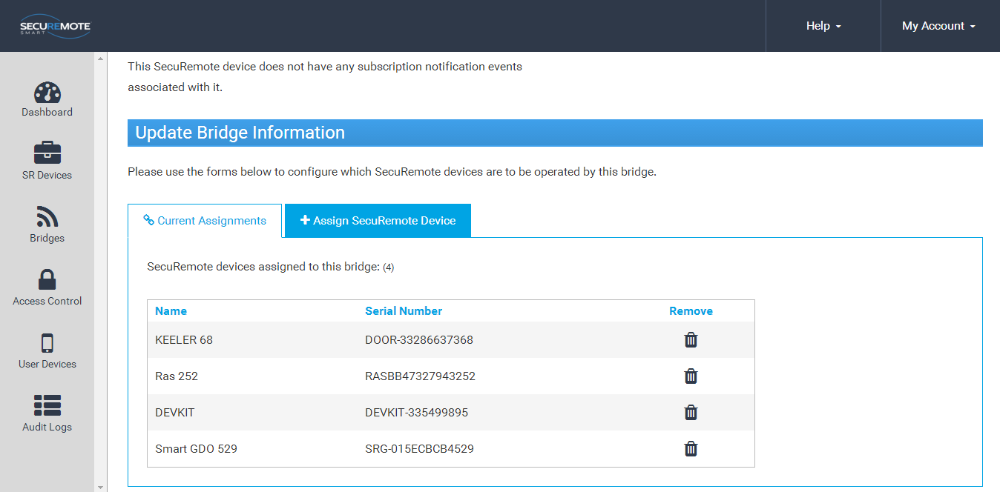 SECUREMOTE
SMART
Help
My Account
Dashboard
SR Devices
Bridges
Access Control
User Devices
Audit Logs
This SecuRemote device does not have any subscription notification events
associated with it.
Update Bridge Information
Please use the forms below to configure which SecuRemote devices are to be operated by this bridge.
Current Assignments
Assign SecuRemote Device
SecuRemote devices assigned to this bridge: (4)
Name Serial Number Remove
KEELER 68 DOOR-33286637368
Ras 252 RASBB47327943252
DEVKIT DEVKIT-335499895
Smart GDO 529 SRG-015ECBCB4529